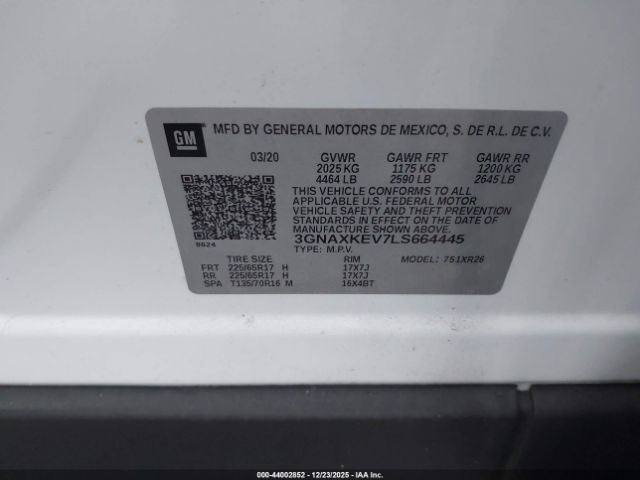 GM
MFD BY GENERAL MOTORS DE MEXICO, S. DE R.L. DE C.V.
03/20 GVWR GAWR FRT GAWR RR
2025 KG 1175 KG 1200 KG
4464 LB 2590 LB 2645 LB
THIS VEHICLE CONFORMS TO ALL
APPLICABLE U.S. FEDERAL MOTOR
VEHICLE SAFETY AND THEFT PREVENTION
STANDARDS IN EFFECT ON THE DATE OF
MANUFACTURE SHOWN ABOVE.
3GNAXKEV7LS664445
8624 TYPE: M.P.V. MODEL: 751XR26
TIRE SIZE RIM
FRT 225/65R17 H 17X7J
RR 225/65R17 H 17X7J
SPA T135/70R16 M 16X4BT
000-44002852 - 12/23/2025 - IAA Inc.